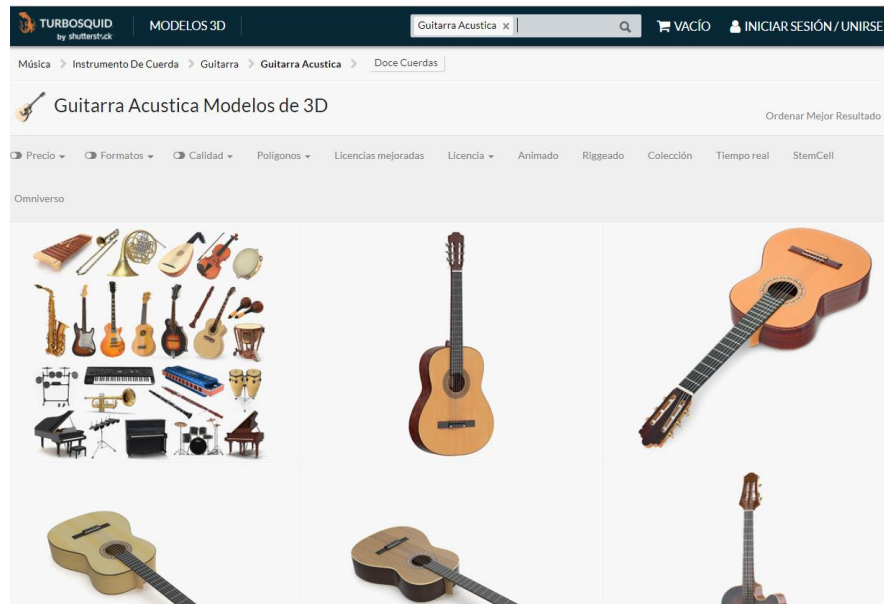 TURBOSQUID
by shutterstock
MODELOS 3D
Guitarra Acustica x
VACÍO
INICIAR SESIÓN / UNIRSE
Música > Instrumento De Cuerda > Guitarra > Guitarra Acustica > Doce Cuerdas
Guitarra Acustica Modelos de 3D
Ordenar Mejor Resultado
Precio Formatos Calidad Polígonos Licencias mejoradas Licencia Animado Riggeado Colección Tiempo real StemCell
Omniverso